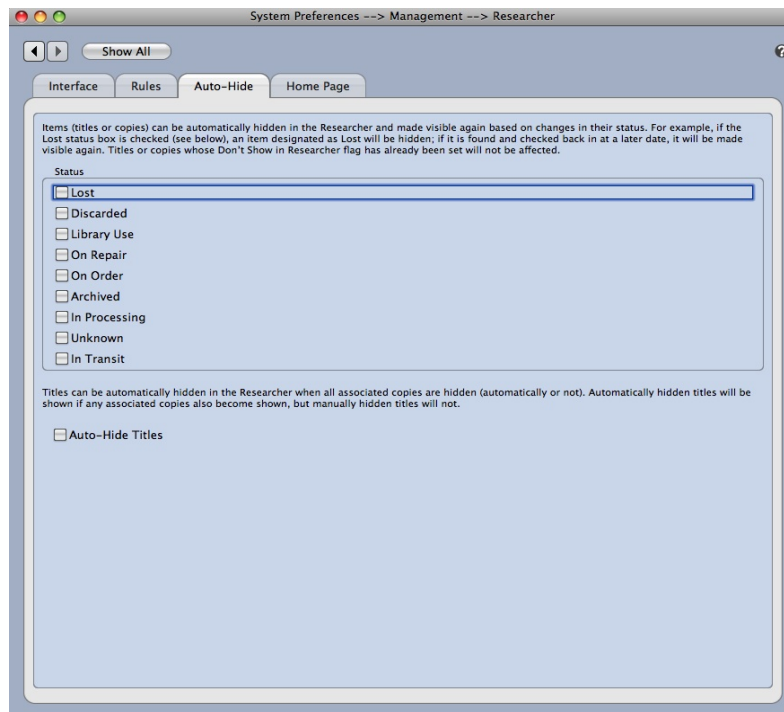 System Preferences --> Management --> Researcher
Show All
?
Interface Rules Auto-Hide Home Page
Items (titles or copies) can be automatically hidden in the Researcher and made visible again based on changes in their status. For example, if the
Lost status box is checked (see below), an item designated as Lost will be hidden; if it is found and checked back in at a later date, it will be made
visible again. Titles or copies whose Don't Show in Researcher flag has already been set will not be affected.
Status
Lost
Discarded
Library Use
On Repair
On Order
Archived
In Processing
Unknown
In Transit
Titles can be automatically hidden in the Researcher when all associated copies are hidden (automatically or not). Automatically hidden titles will be
shown if any associated copies also become shown, but manually hidden titles will not.
Auto-Hide Titles